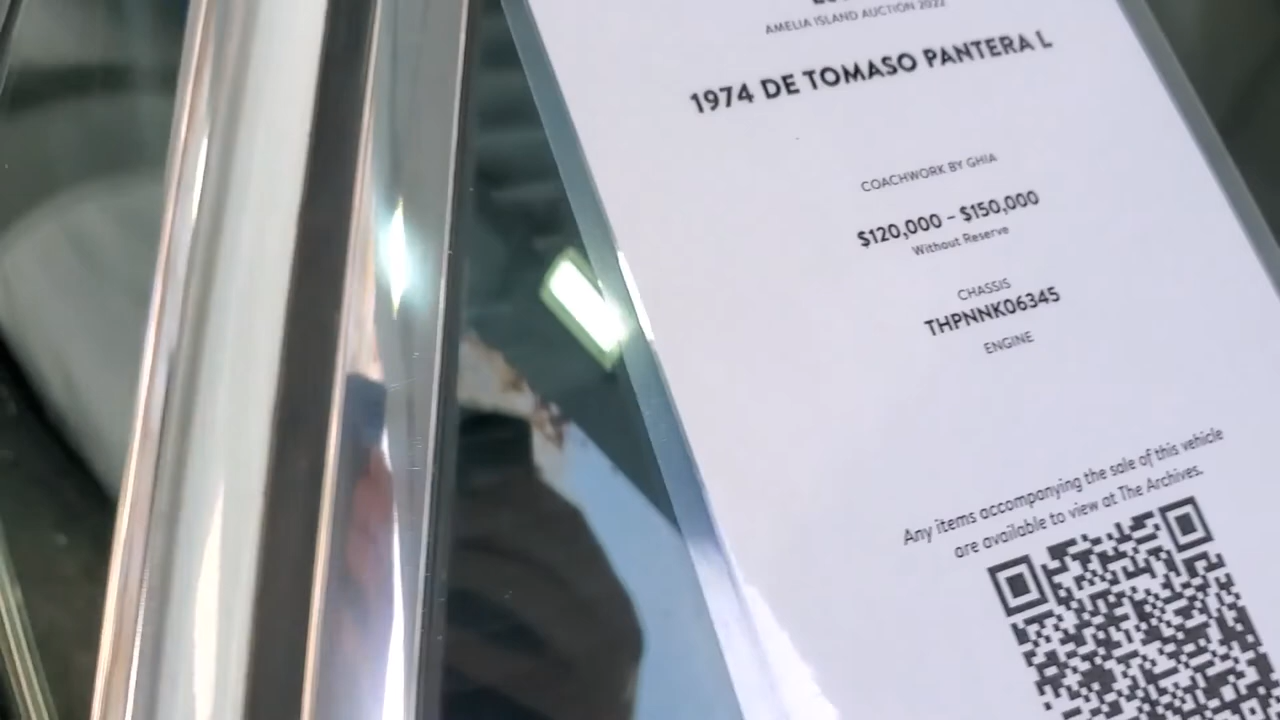 AMELIA ISLAND AUCTION 2022
1974 DE TOMASO PANTERA L
COACHWORK BY GHIA
$120,000 – $150,000
Without Reserve
CHASSIS
THPNNK06345
ENGINE
Any items accompanying the sale of this vehicle
are available to view at The Archives.